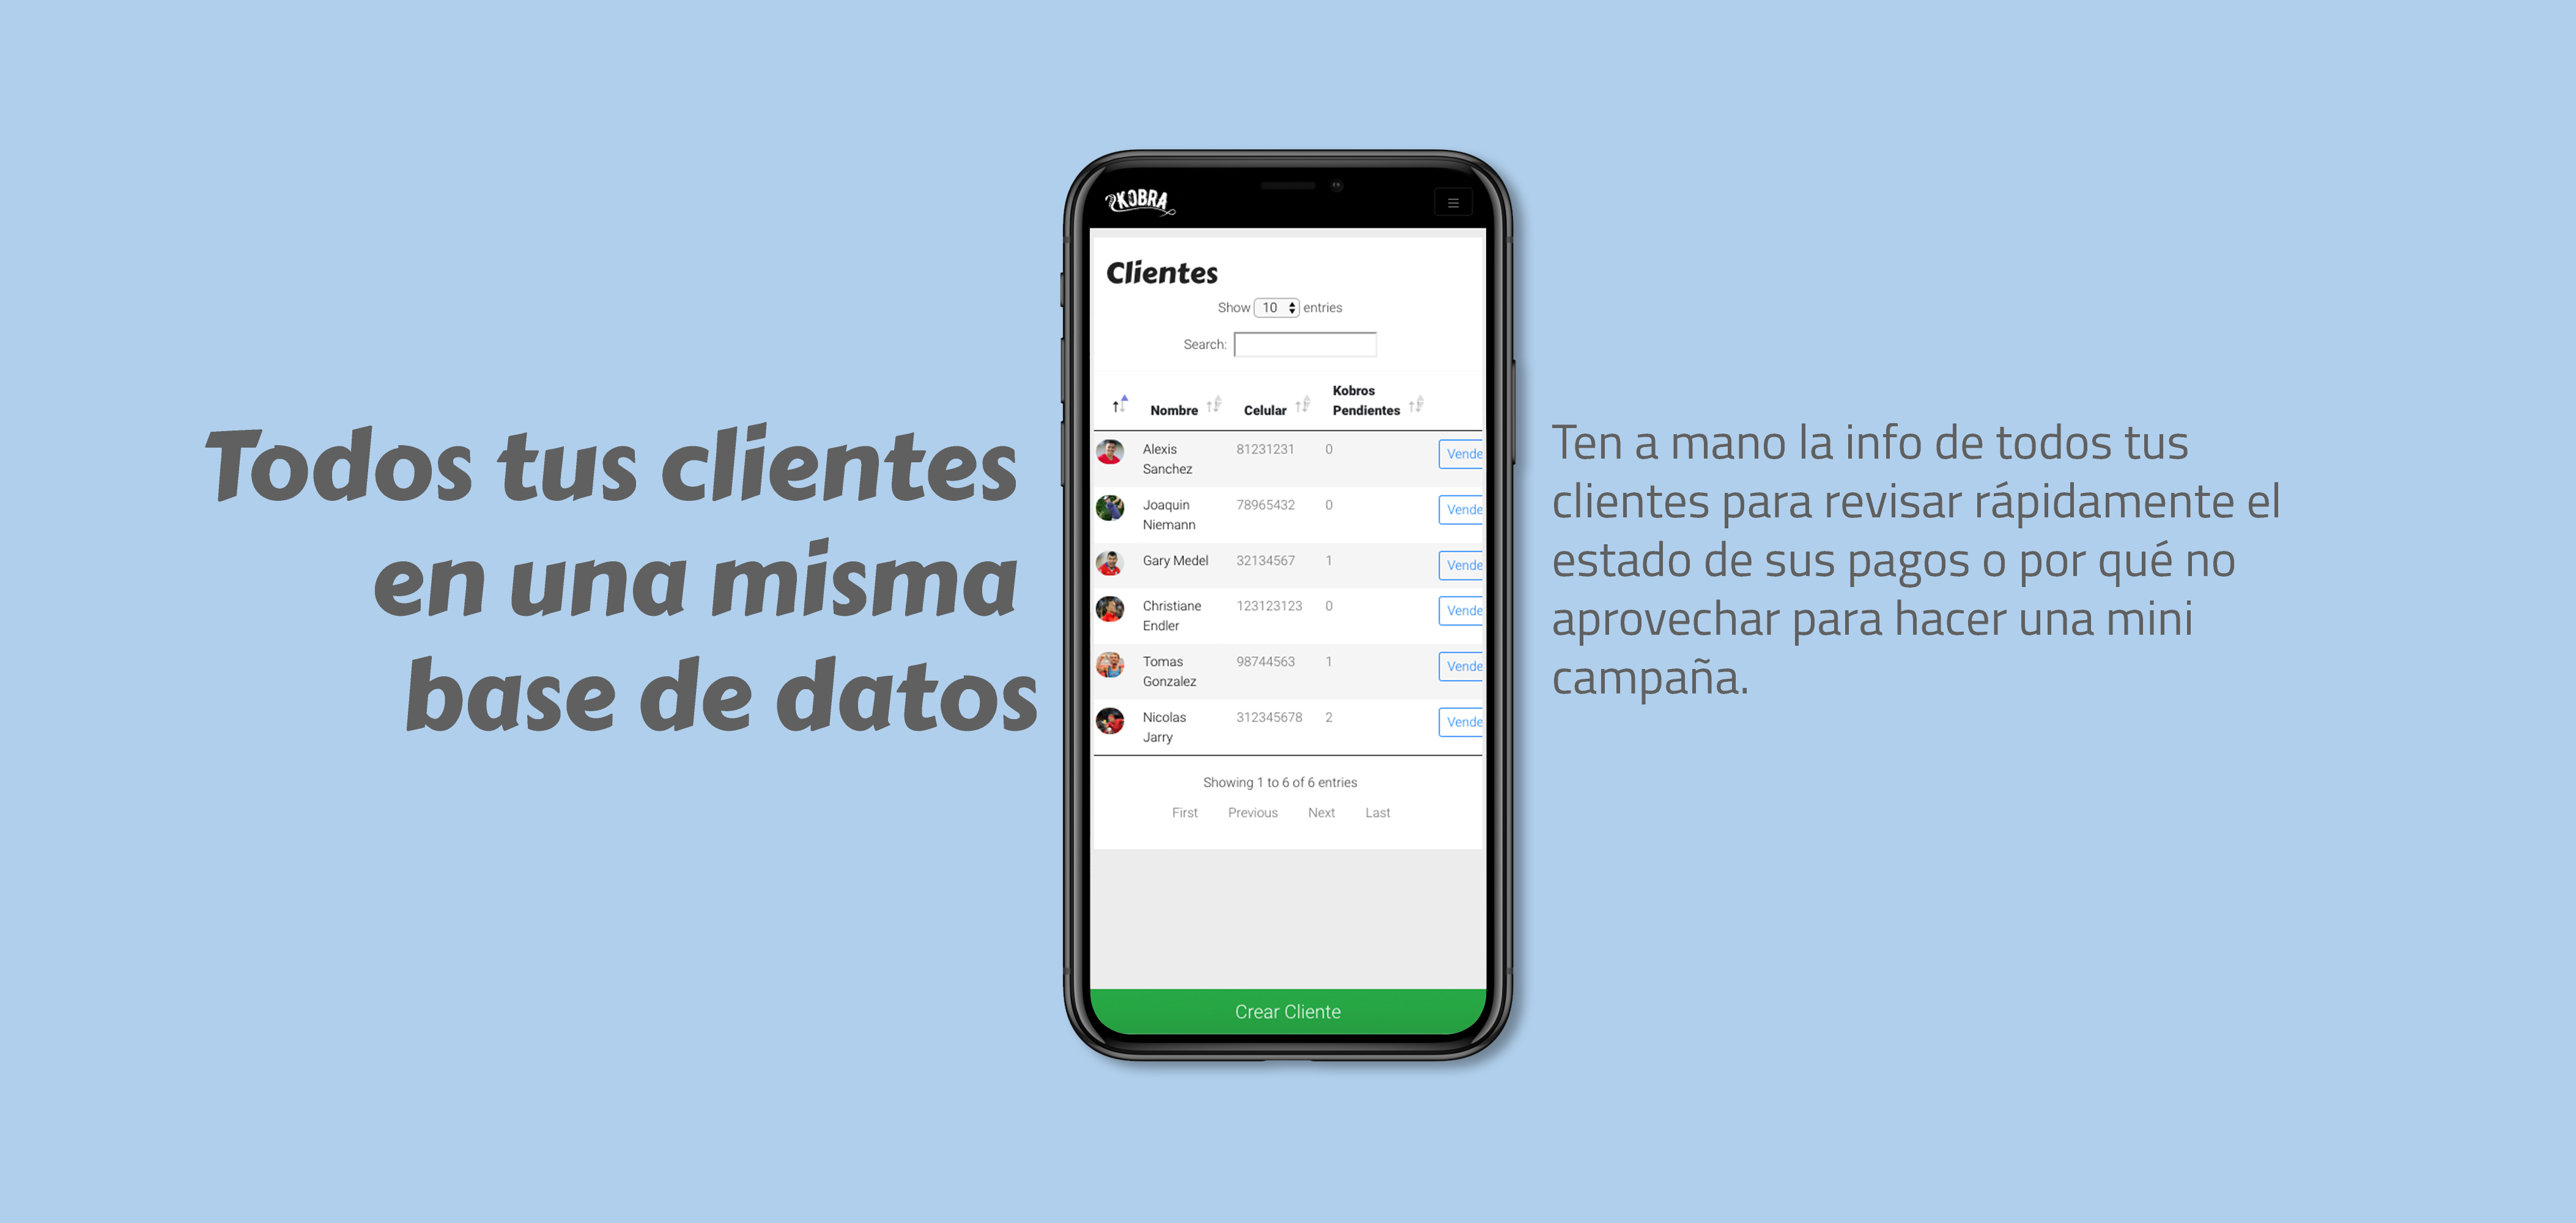 Todos tus clientes
en una misma
base de datos
KOBRA
Clientes
Show 10 entries
Search:
Nombre Celular Kobros Pendientes
Alexis Sanchez 81231231 0 Vende
Joaquin Niemann 78965432 0 Vende
Gary Medel 32134567 1 Vende
Christiane Endler 123123123 0 Vende
Tomas Gonzalez 98744563 1 Vende
Nicolas Jarry 312345678 2 Vende
Showing 1 to 6 of 6 entries
First Previous Next Last
Crear Cliente
Ten a mano la info de todos tus
clientes para revisar rápidamente el
estado de sus pagos o por qué no
aprovechar para hacer una mini
campaña.